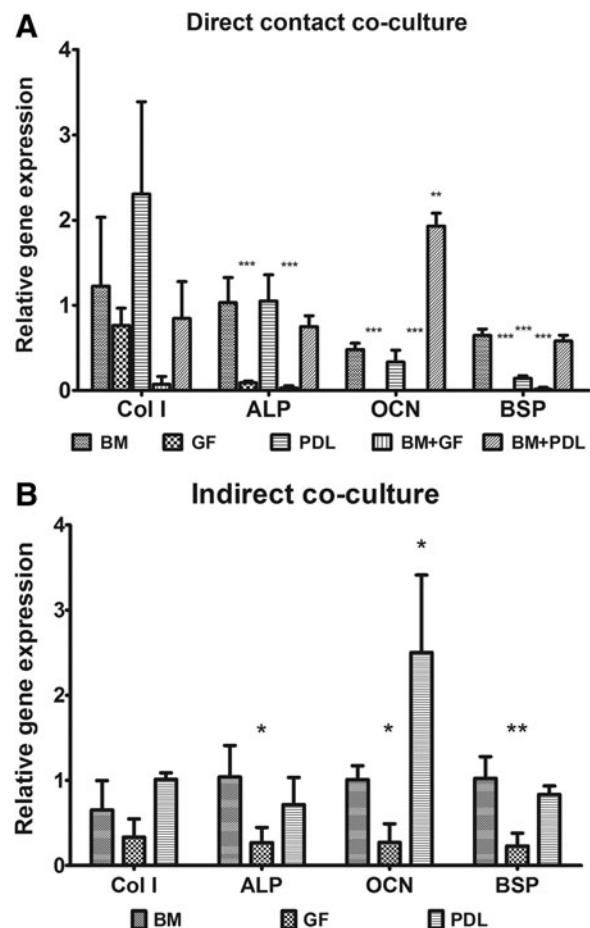 A
Direct contact co-culture
Relative gene expression
4
3
2
1
0
***
***
***
***
**
***
***
***
Col I ALP OCN BSP
BM GF PDL BM+GF BM+PDL
B
Indirect co-culture
Relative gene expression
4
3
2
1
0
*
*
*
**
Col I ALP OCN BSP
BM GF PDL